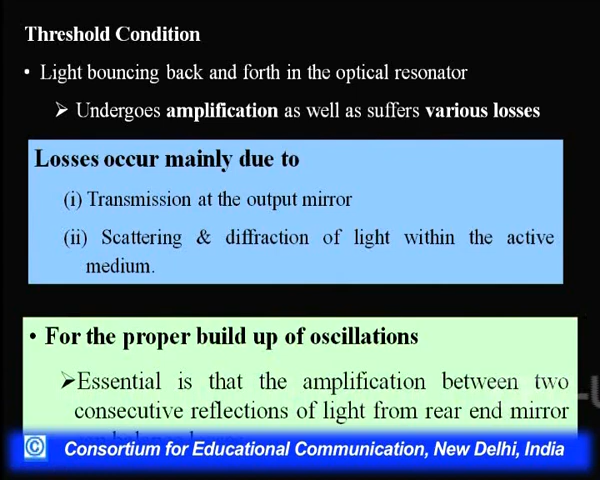 Threshold Condition
• Light bouncing back and forth in the optical resonator
➢ Undergoes amplification as well as suffers various losses
Losses occur mainly due to
(i) Transmission at the output mirror
(ii) Scattering & diffraction of light within the active
medium.
• For the proper build up of oscillations
➢Essential is that the amplification between two
consecutive reflections of light from rear end mirror
© Consortium for Educational Communication, New Delhi, India